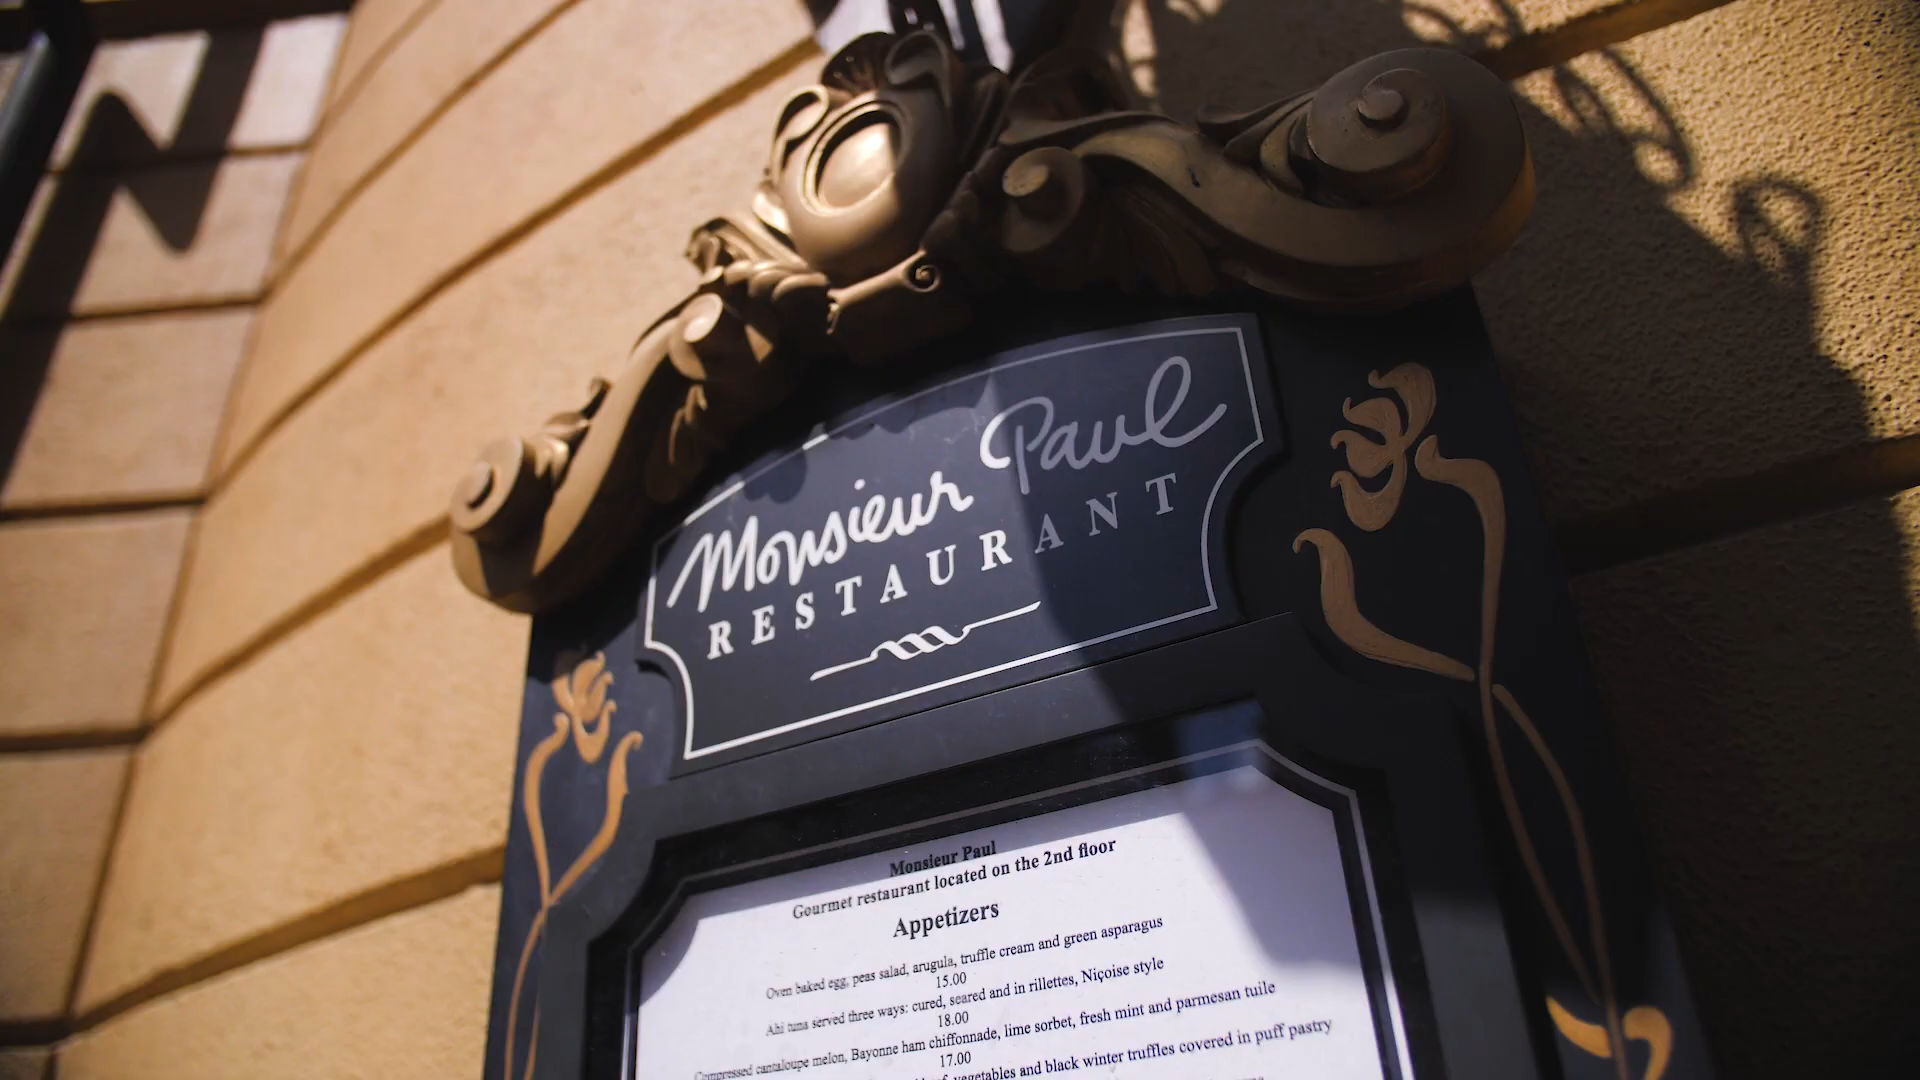 Monsieur Paul
RESTAURANT
Monsieur Paul
Gourmet restaurant located on the 2nd floor
Appetizers
Oven baked egg, peas salad, arugula, truffle cream and green asparagus
15.00
Ahi tuna served three ways: cured, seared and in rillettes, Niçoise style
18.00
Compressed cantaloupe melon, Bayonne ham chiffonnade, lime sorbet, fresh mint and parmesan tuile
17.00
vegetables and black winter truffles covered in puff pastry